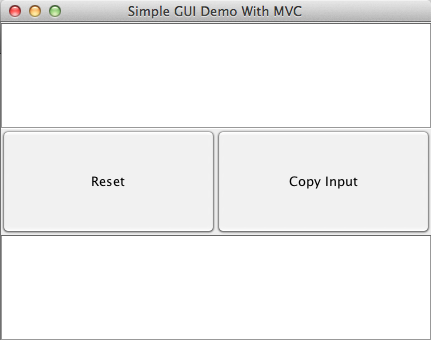 Simple GUI Demo With MVC
Reset
Copy Input